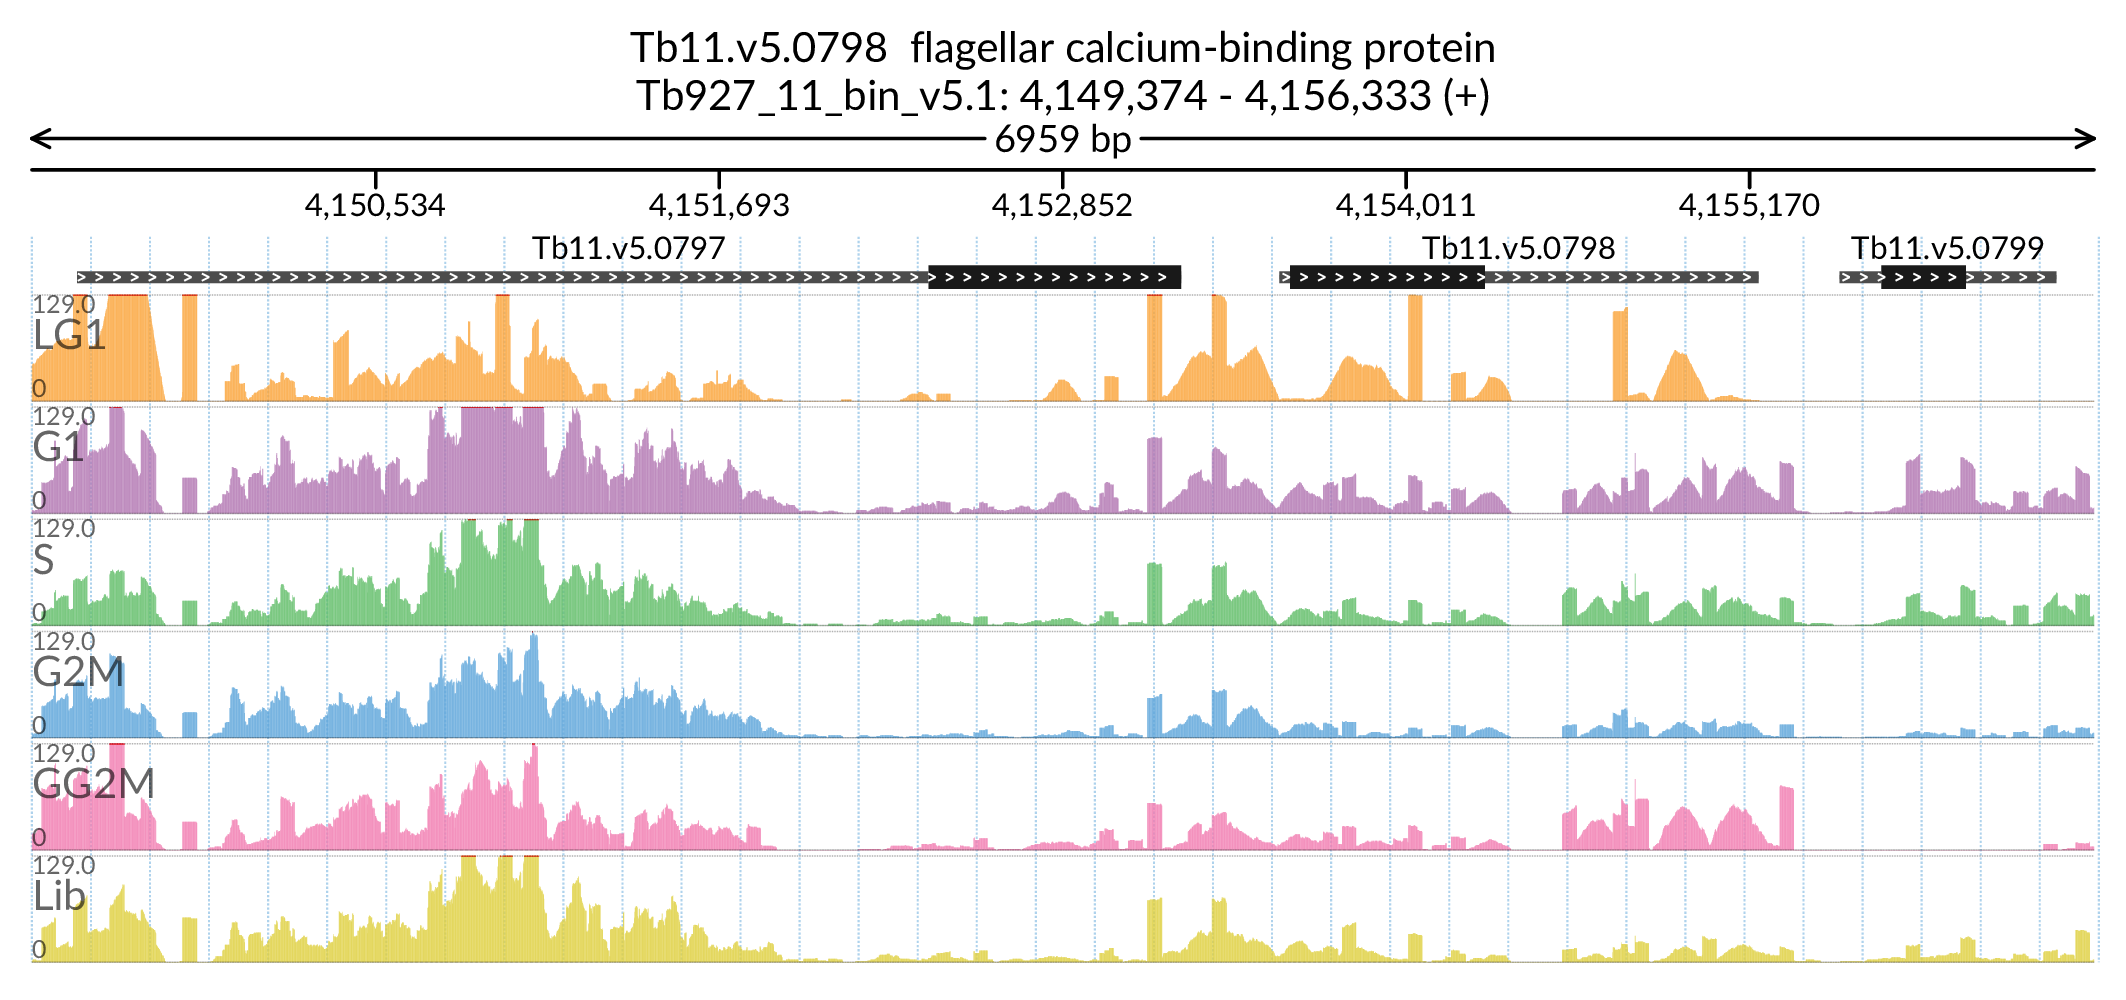 Tb11.v5.0798 flagellar calcium-binding protein
Tb927_11_bin_v5.1: 4,149,374 - 4,156,333 (+)
6959 bp
4,150,534 4,151,693 4,152,852 4,154,011 4,155,170
Tb11.v5.0797 Tb11.v5.0798 Tb11.v5.0799
129.0
LG1
0
129.0
G1
0
129.0
S
0
129.0
G2M
0
129.0
GG2M
0
129.0
Lib
0